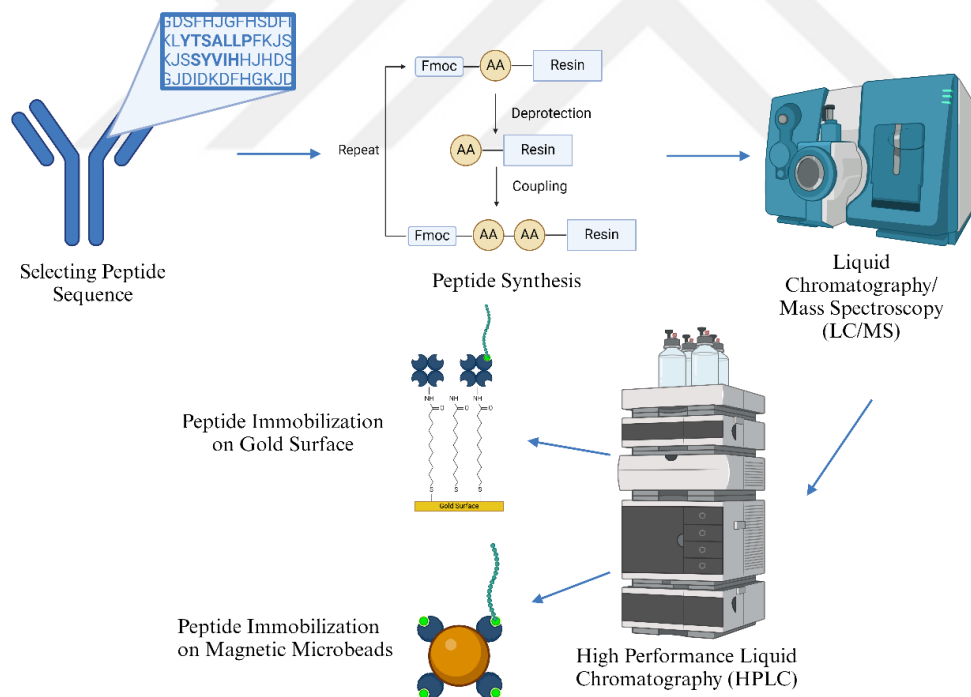 GDSFHJGFHSDFI
KLYTSALLPFKJS
KJSSYVIHHJHDS
GJDIDKDFHGKJD
Selecting Peptide
Sequence
Fmoc AA Resin
Deprotection
Repeat
AA Resin
Coupling
Fmoc AA AA Resin
Peptide Synthesis
Liquid
Chromatography/
Mass Spectroscopy
(LC/MS)
NH NH NH
O O O
S S S
Gold Surface
Peptide Immobilization
on Gold Surface
Peptide Immobilization
on Magnetic Microbeads
High Performance Liquid
Chromatography (HPLC)